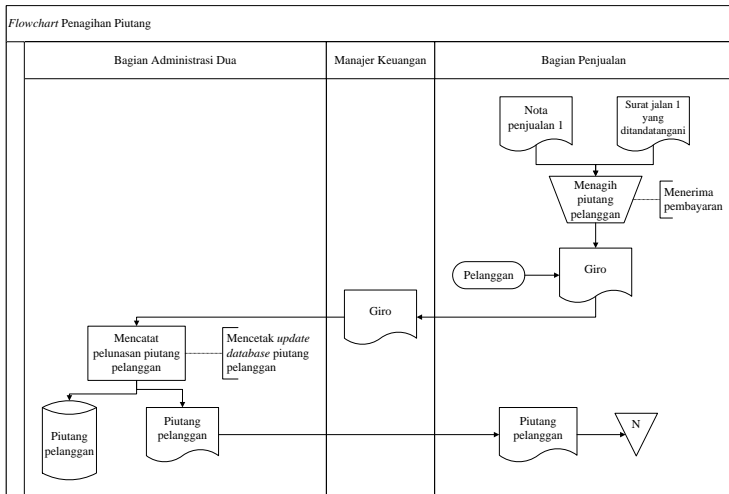 Flowchart Penagihan Piutang
Bagian Administrasi Dua
Manajer Keuangan
Bagian Penjualan
Nota
penjualan 1
Surat jalan 1
yang
ditandatangani
Menagih
piutang
pelanggan
Menerima
pembayaran
Pelanggan
Giro
Giro
Mencatat
pelunasan piutang
pelanggan
Mencetak update
database piutang
pelanggan
Piutang
pelanggan
Piutang
pelanggan
Piutang
pelanggan
N